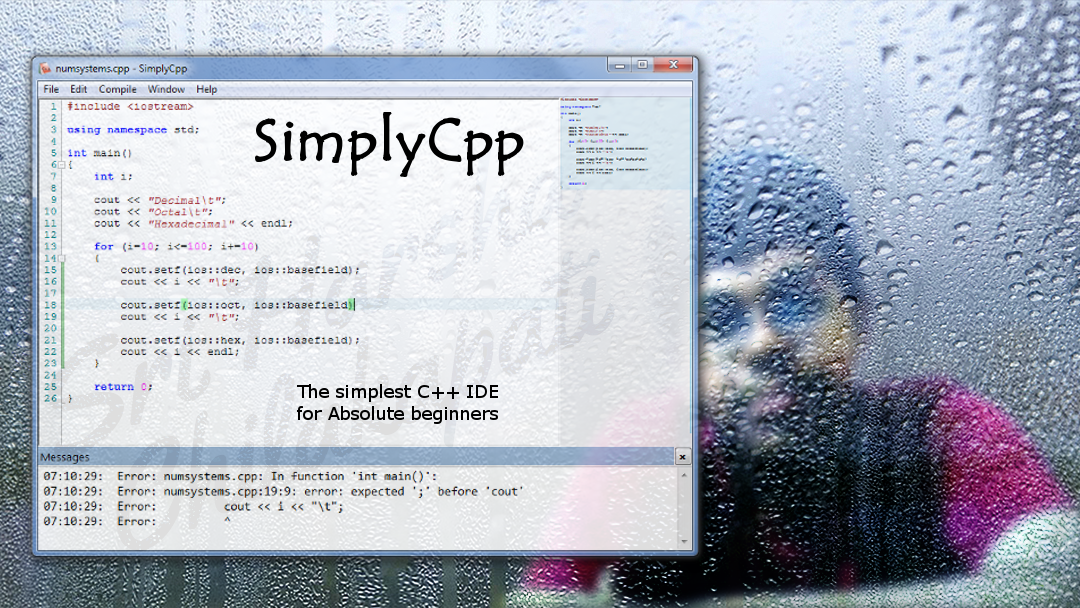 numsystems.cpp - SimplyCpp
File Edit Compile Window Help
1 #include <iostream>
2
3 using namespace std;
4
5 int main()
6 {
7 int i;
8
9 cout << "Decimal\t";
10 cout << "Octal\t";
11 cout << "Hexadecimal" << endl;
12
13 for (i=10; i<=100; i+=10)
14 {
15 cout.setf(ios::dec, ios::basefield);
16 cout << i << "\t";
17
18 cout.setf(ios::oct, ios::basefield)
19 cout << i << "\t";
20
21 cout.setf(ios::hex, ios::basefield);
22 cout << i << endl;
23 }
24
25 return 0;
26 }
SimplyCpp
The simplest C++ IDE
for Absolute beginners
Messages
07:10:29: Error: numsystems.cpp: In function 'int main()':
07:10:29: Error: numsystems.cpp:19:9: error: expected ';' before 'cout'
07:10:29: Error: cout << i << "\t";
07:10:29: Error: ^